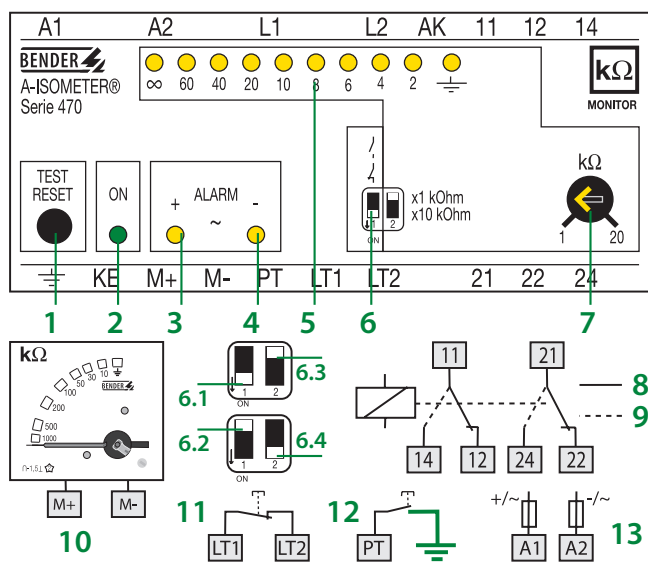 A1 A2 L1 L2 AK 11 12 14
BENDER
A-ISOMETER®
Serie 470
∞ 60 40 20 10 8 6 4 2
kΩ
MONITOR
TEST
RESET
ON
+ ALARM -
~
x1 kOhm
x10 kOhm
1 2
ON
kΩ
1 20
KE M+ M- PT LT1 LT2 21 22 24
1 2 3 4 5 6 7
kΩ
1000 500 200 100 50 30 10
BENDER
T5'1-U
M+ M-
10
6.1 6.3
1 2
ON
6.2 6.4
1 2
ON
11 21
8
9
14 12 24 22
11
LT1 LT2
12
PT
+/~ -/~
A1 A2
13